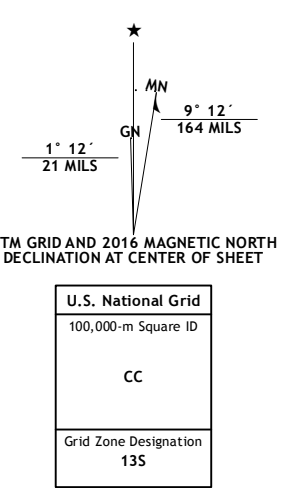 ★
MN
GN
9° 12´
164 MILS
1° 12´
21 MILS
TM GRID AND 2016 MAGNETIC NORTH
DECLINATION AT CENTER OF SHEET
U.S. National Grid
100,000-m Square ID
CC
Grid Zone Designation
13S